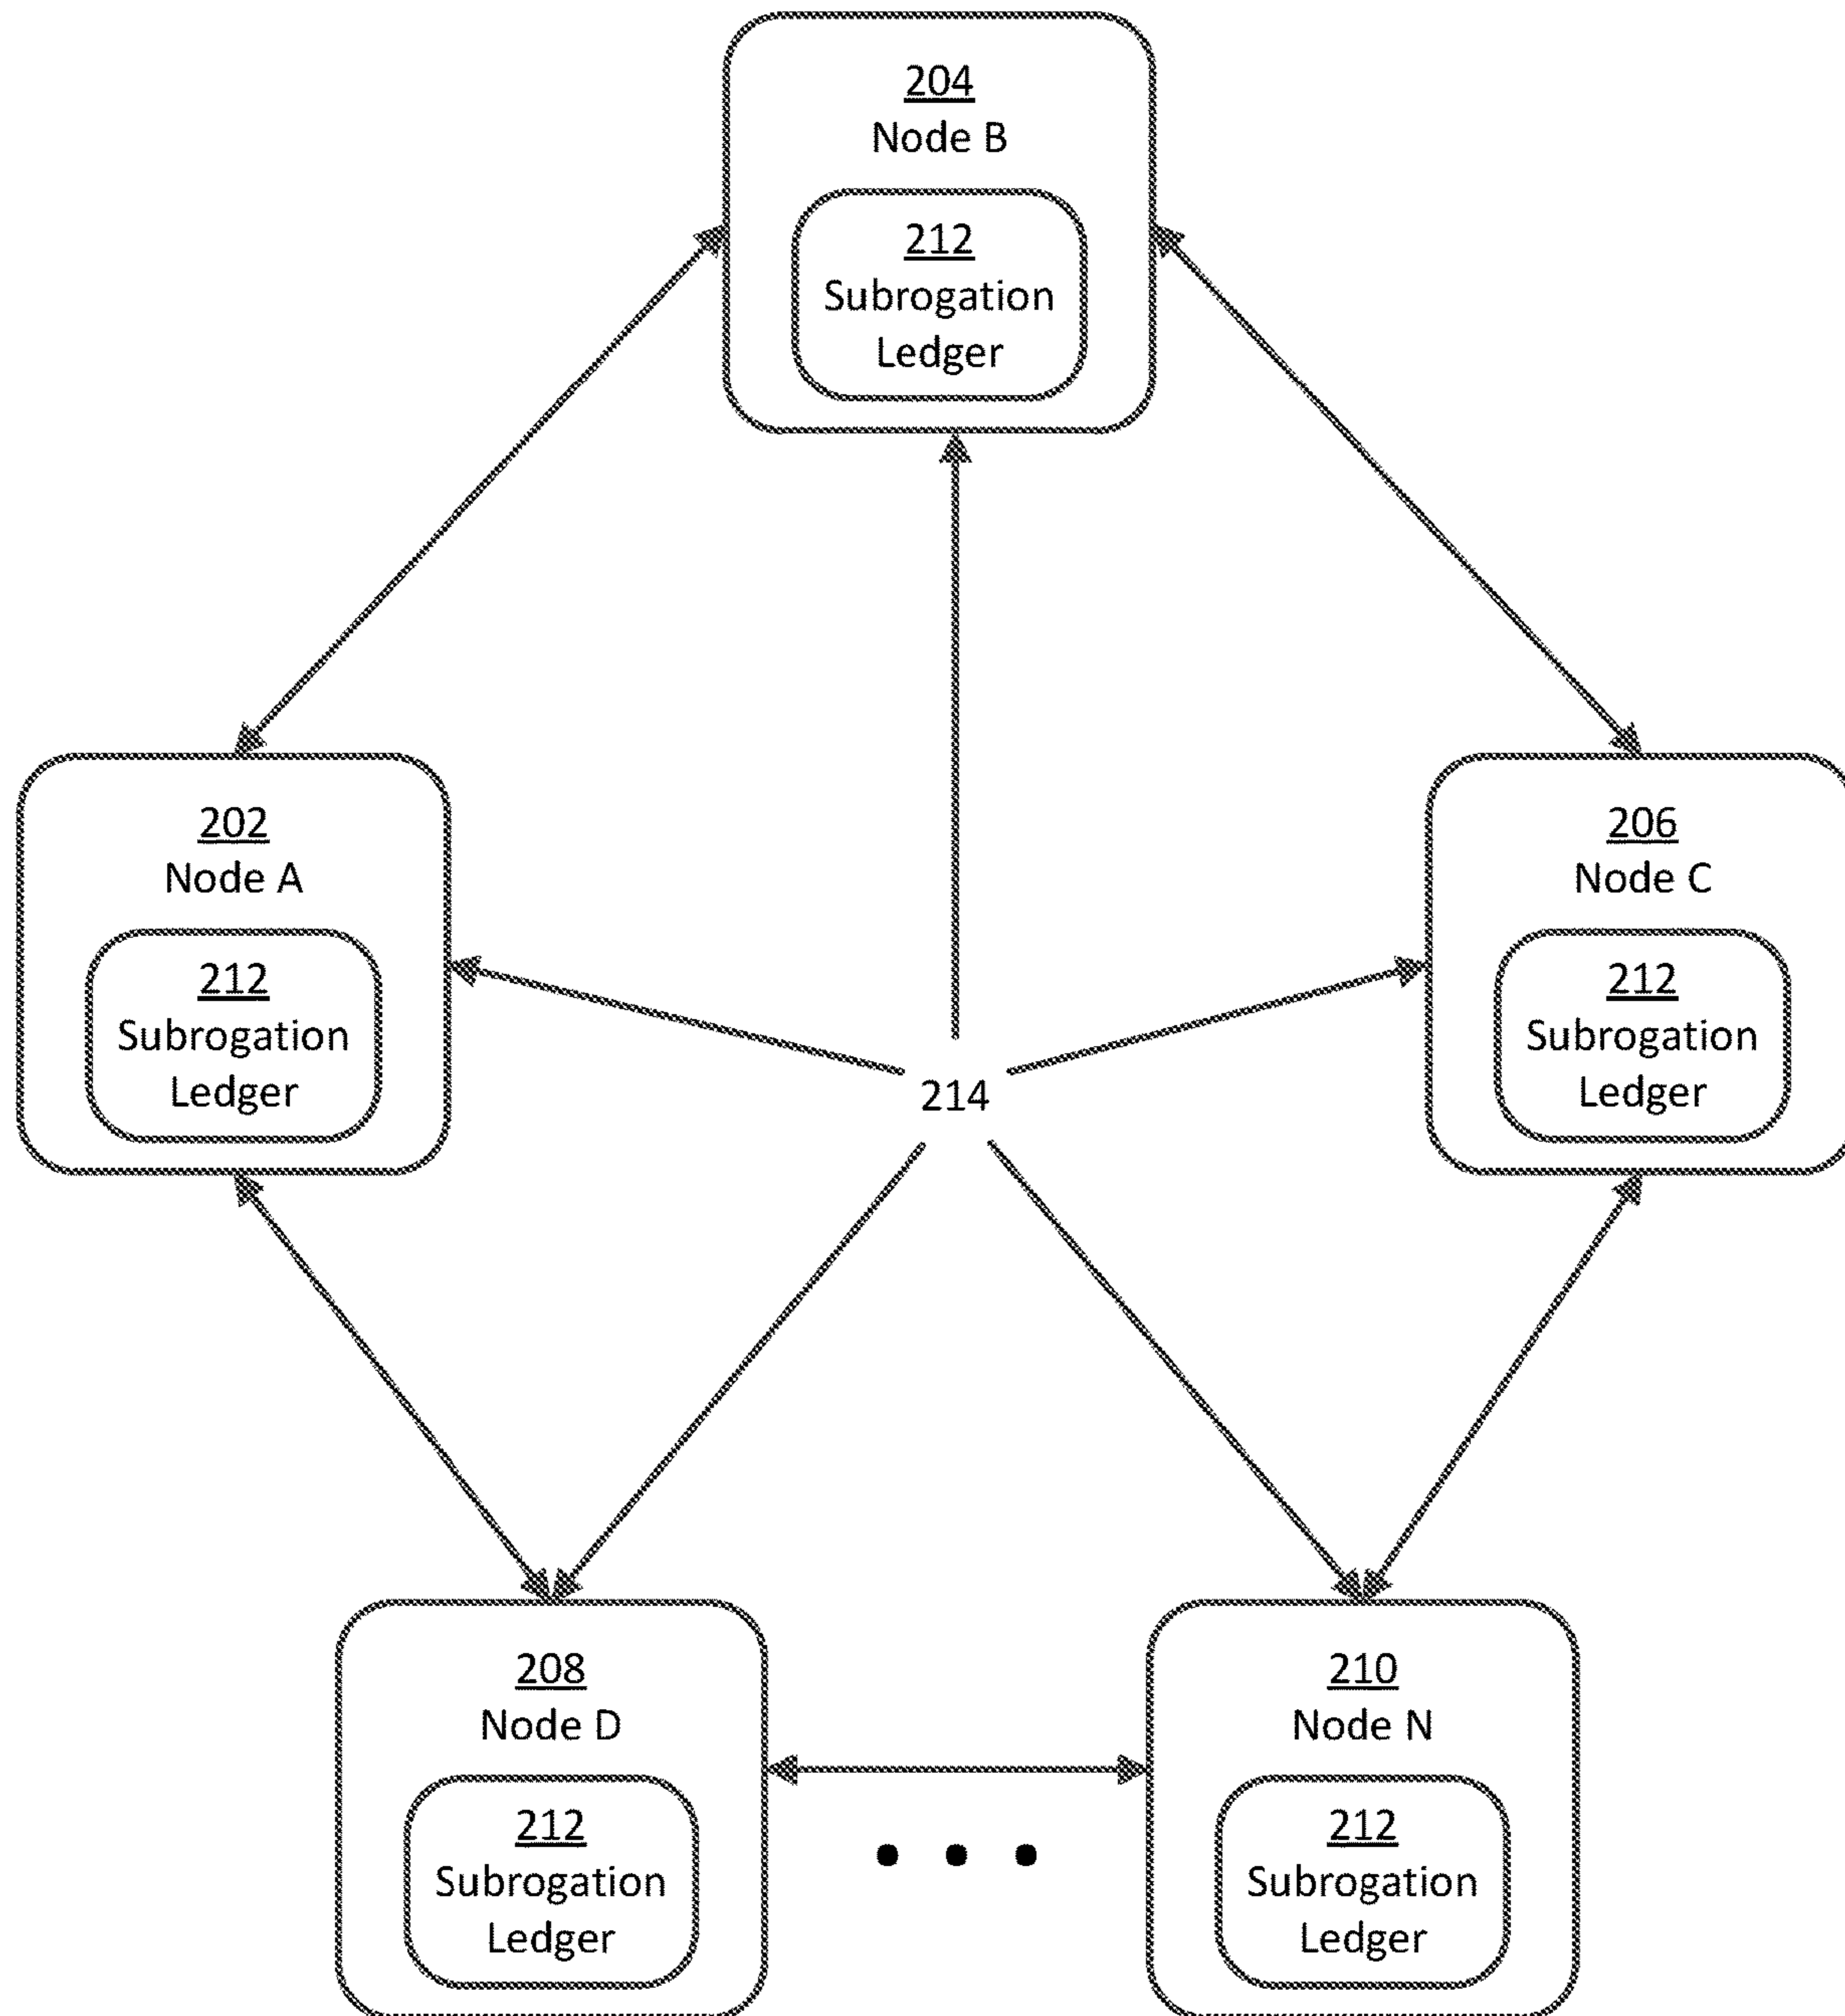 204
Node B
212
Subrogation
Ledger
202
Node A
212
Subrogation
Ledger
206
Node C
212
Subrogation
Ledger
214
208
Node D
212
Subrogation
Ledger
210
Node N
212
Subrogation
Ledger